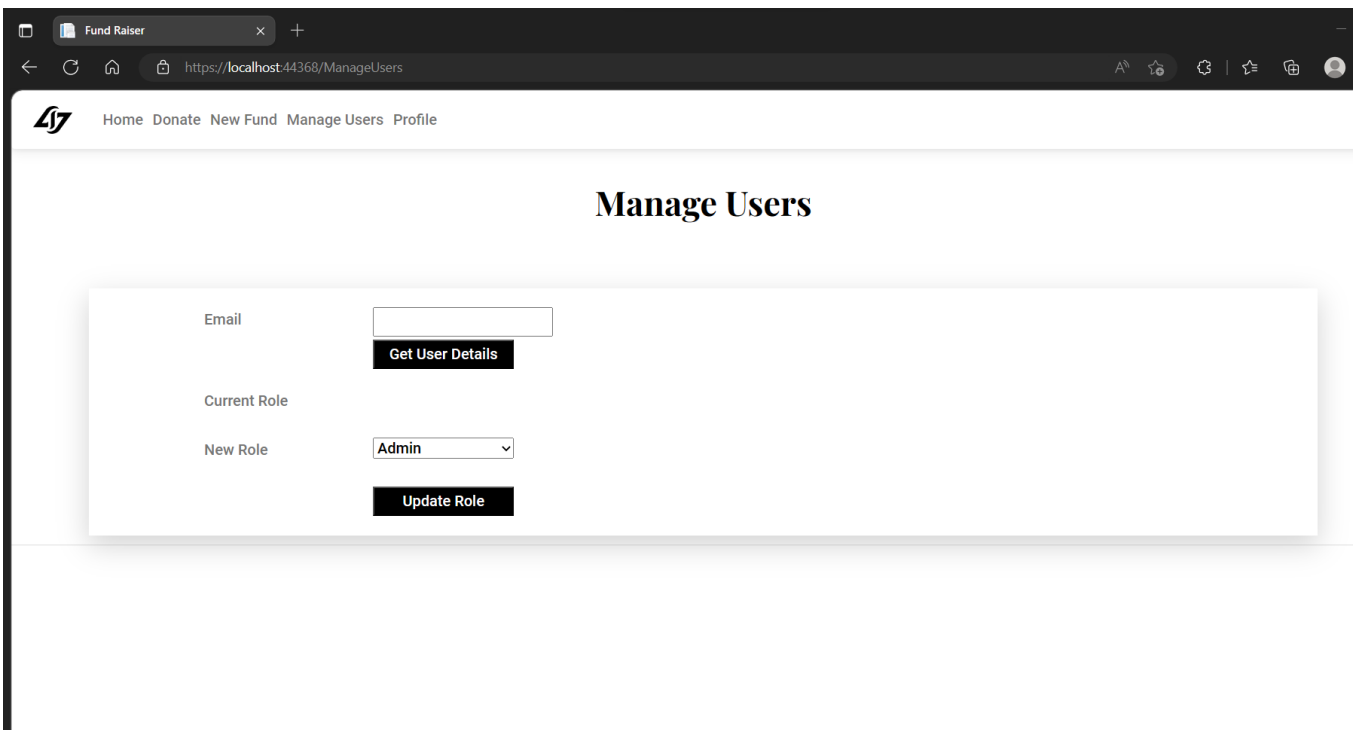 Fund Raiser
https://localhost:44368/ManageUsers
Home Donate New Fund Manage Users Profile
Manage Users
Email
Get User Details
Current Role
New Role Admin
Update Role